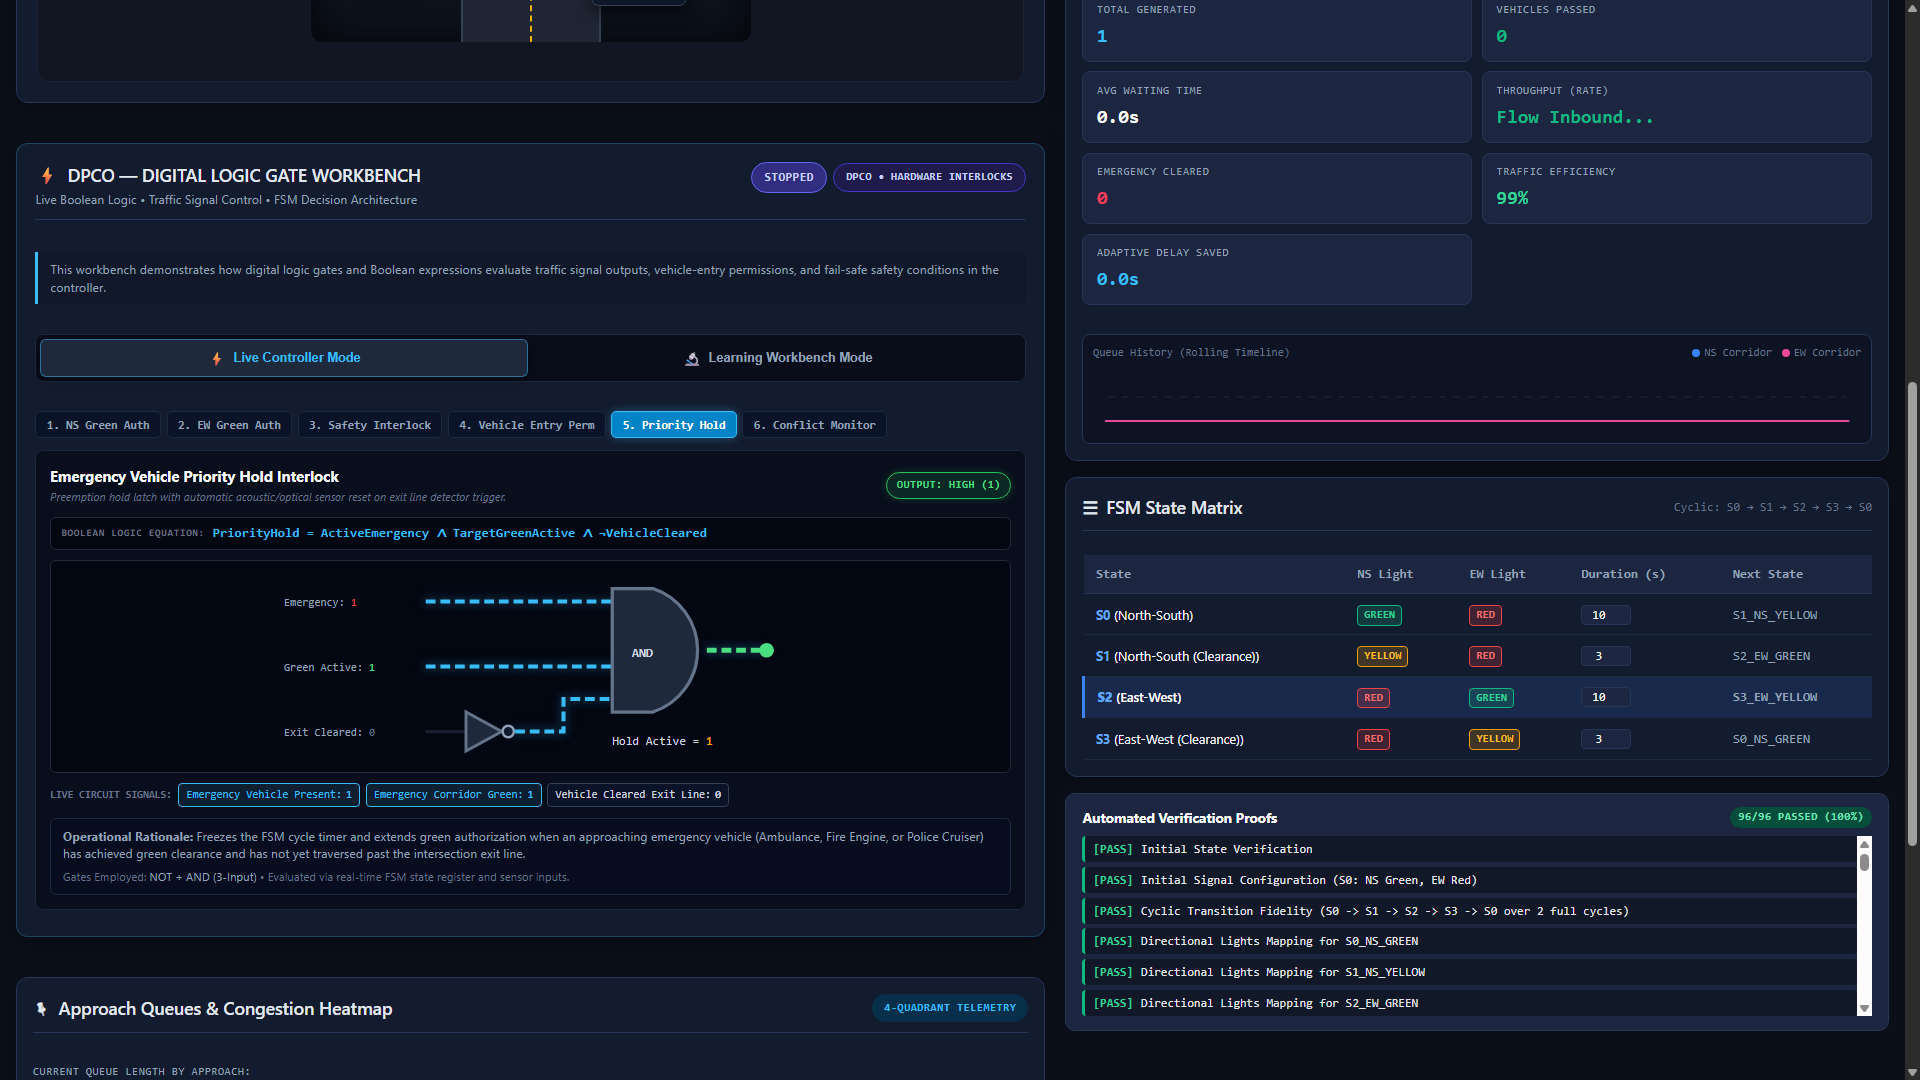 DPCO — DIGITAL LOGIC GATE WORKBENCH
STOPPED
DPCO • HARDWARE INTERLOCKS
Live Boolean Logic • Traffic Signal Control • FSM Decision Architecture
This workbench demonstrates how digital logic gates and Boolean expressions evaluate traffic signal outputs, vehicle-entry permissions, and fail-safe safety conditions in the
controller.
Live Controller Mode
Learning Workbench Mode
1. NS Green Auth
2. EW Green Auth
3. Safety Interlock
4. Vehicle Entry Perm
5. Priority Hold
6. Conflict Monitor
Emergency Vehicle Priority Hold Interlock
Preemption hold latch with automatic acoustic/optical sensor reset on exit line detector trigger.
OUTPUT: HIGH (1)
BOOLEAN LOGIC EQUATION: PriorityHold = ActiveEmergency ∧ TargetGreenActive ∧ ¬VehicleCleared
Emergency: 1
Green Active: 1
Exit Cleared: 0
AND
Hold Active = 1
LIVE CIRCUIT SIGNALS: Emergency Vehicle Present: 1 Emergency Corridor Green: 1 Vehicle Cleared Exit Line: 0
Operational Rationale: Freezes the FSM cycle timer and extends green authorization when an approaching emergency vehicle (Ambulance, Fire Engine, or Police Cruiser)
has achieved green clearance and has not yet traversed past the intersection exit line.
Gates Employed: NOT + AND (3-Input) • Evaluated via real-time FSM state register and sensor inputs.
Approach Queues & Congestion Heatmap
4-QUADRANT TELEMETRY
CURRENT QUEUE LENGTH BY APPROACH:
TOTAL GENERATED
1
VEHICLES PASSED
0
AVG WAITING TIME
0.0s
THROUGHPUT (RATE)
Flow Inbound...
EMERGENCY CLEARED
0
TRAFFIC EFFICIENCY
99%
ADAPTIVE DELAY SAVED
0.0s
Queue History (Rolling Timeline)
NS Corridor
EW Corridor
☰ FSM State Matrix
Cyclic: S0 → S1 → S2 → S3 → S0
State NS Light EW Light Duration (s) Next State
S0 (North-South) GREEN RED 10 S1_NS_YELLOW
S1 (North-South (Clearance)) YELLOW RED 3 S2_EW_GREEN
S2 (East-West) RED GREEN 10 S3_EW_YELLOW
S3 (East-West (Clearance)) RED YELLOW 3 S0_NS_GREEN
Automated Verification Proofs
96/96 PASSED (100%)
[PASS] Initial State Verification
[PASS] Initial Signal Configuration (S0: NS Green, EW Red)
[PASS] Cyclic Transition Fidelity (S0 -> S1 -> S2 -> S3 -> S0 over 2 full cycles)
[PASS] Directional Lights Mapping for S0_NS_GREEN
[PASS] Directional Lights Mapping for S1_NS_YELLOW
[PASS] Directional Lights Mapping for S2_EW_GREEN